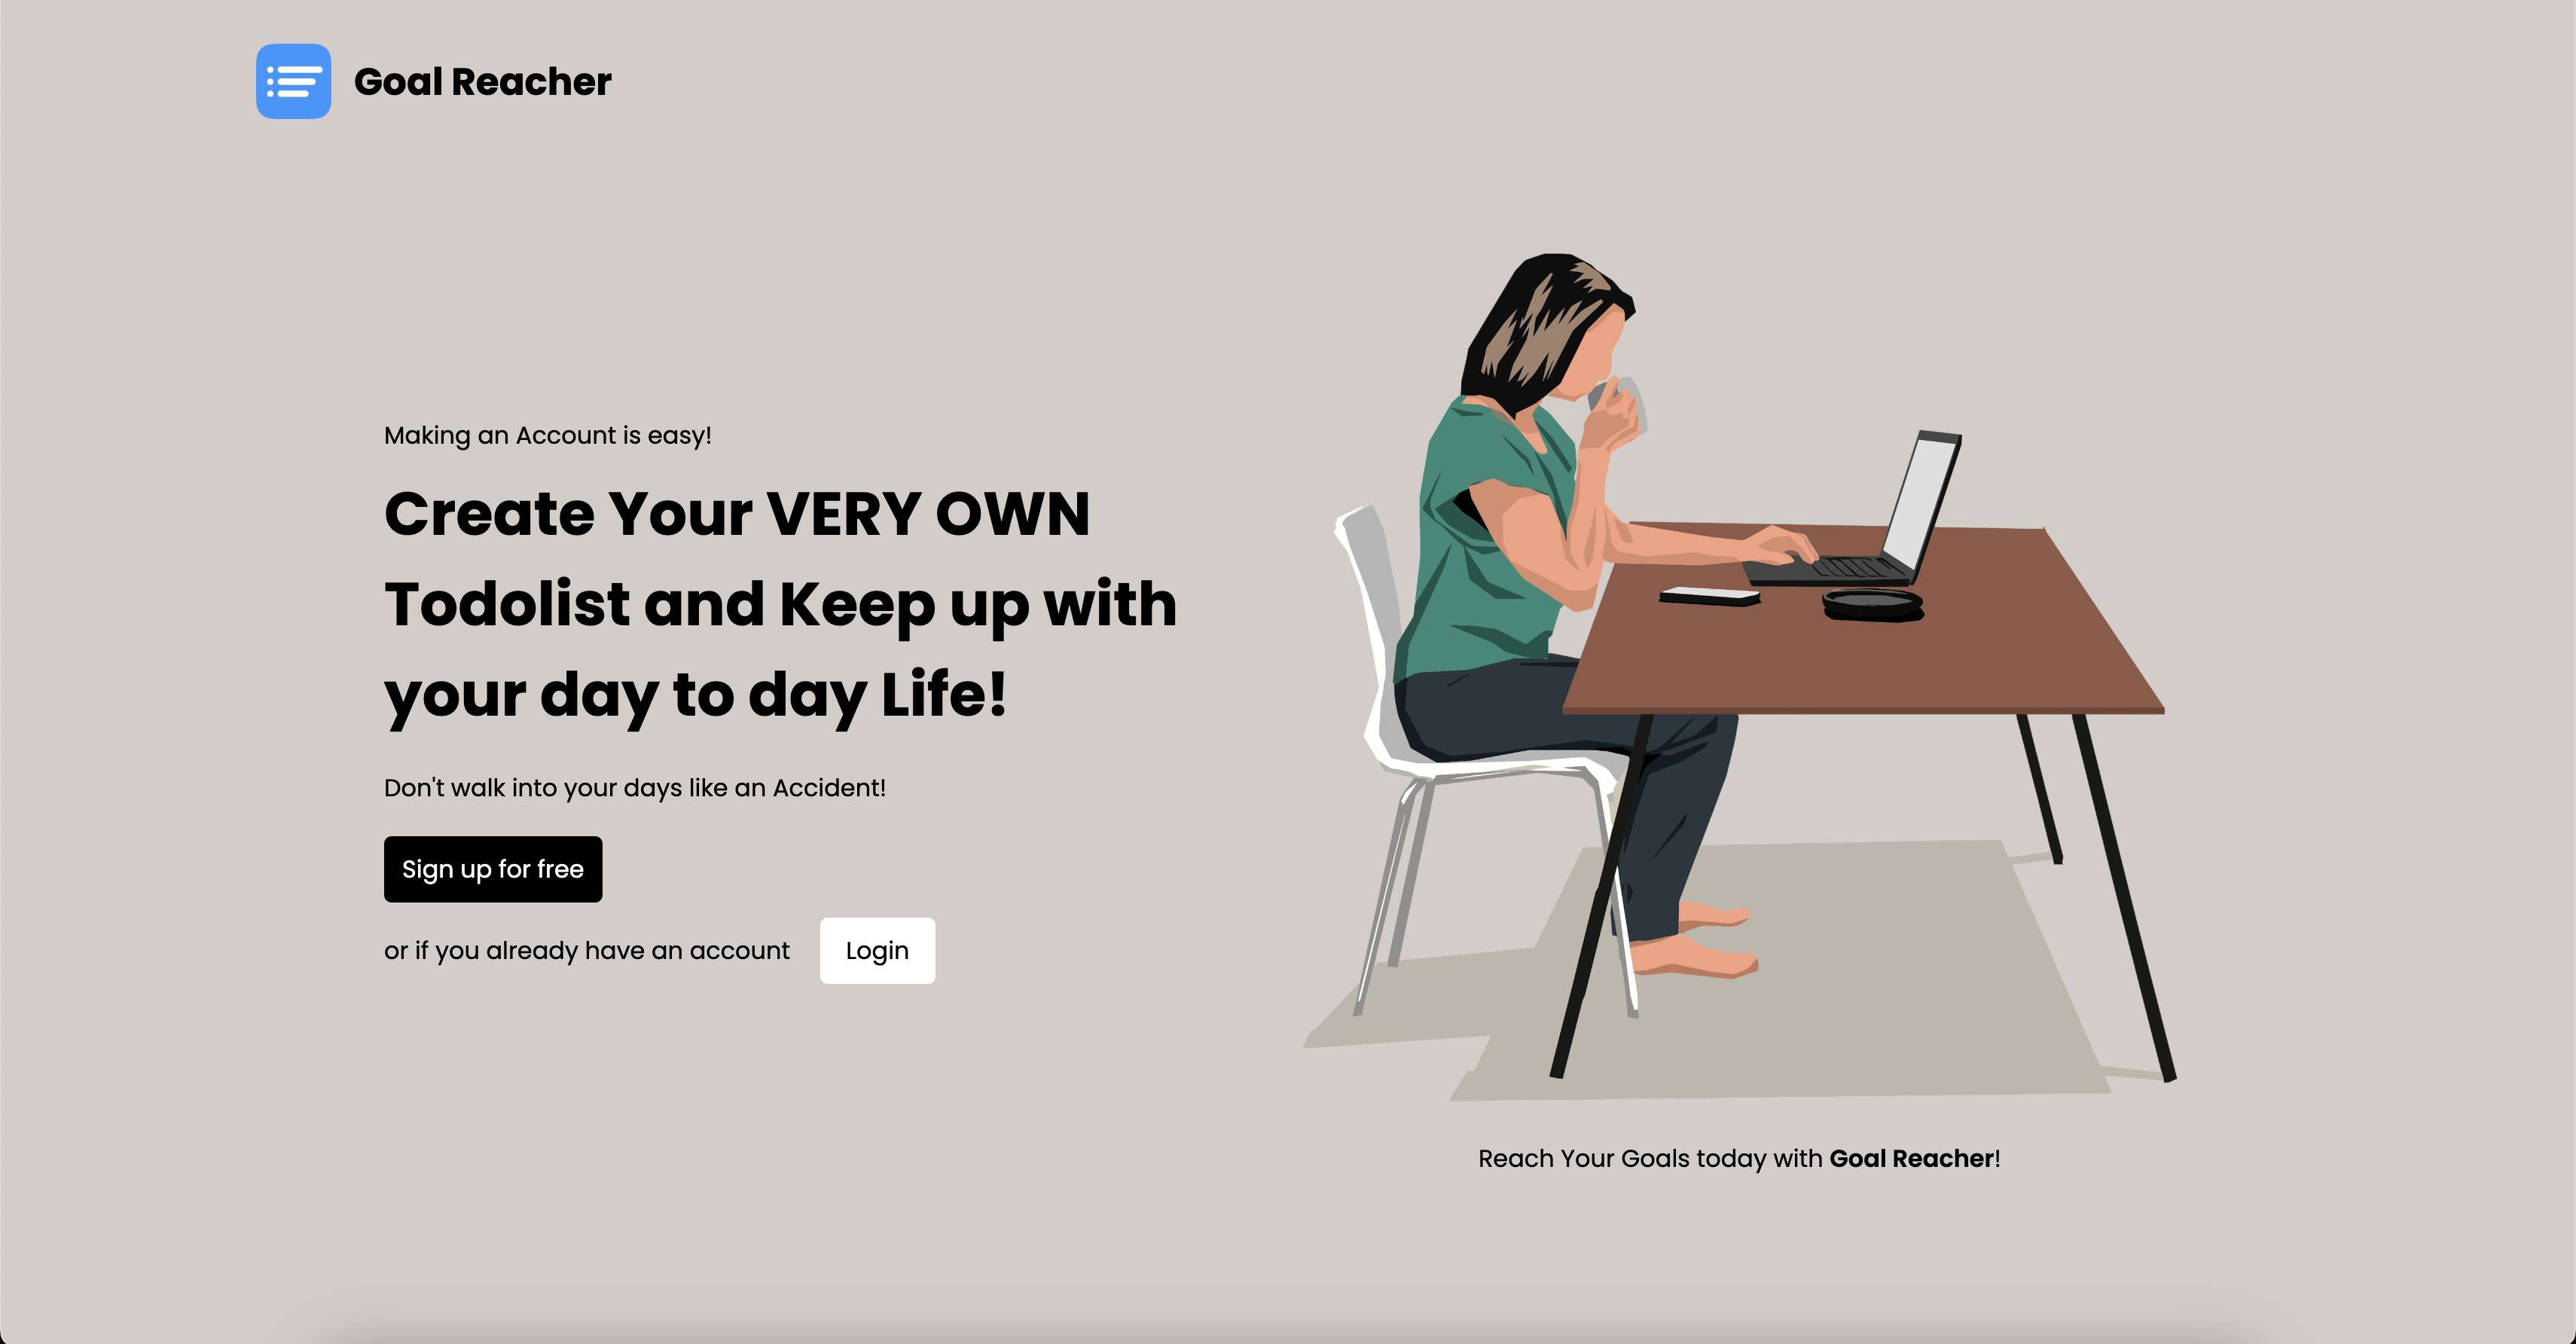 Goal Reacher
Making an Account is easy!
Create Your VERY OWN
Todolist and Keep up with
your day to day Life!
Don't walk into your days like an Accident!
Sign up for free
or if you already have an account Login
Reach Your Goals today with Goal Reacher!